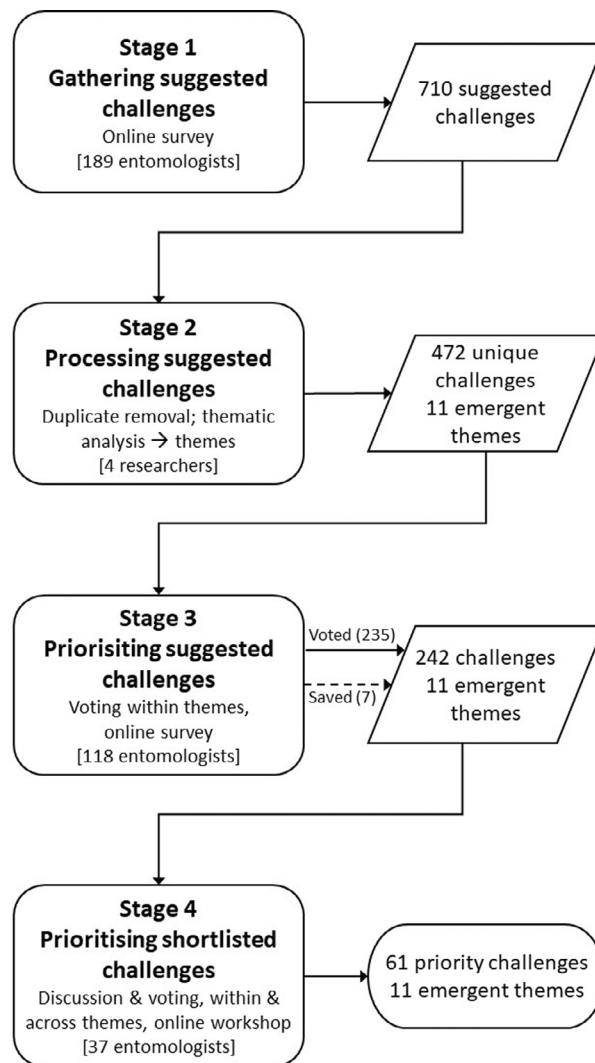 Stage 1
Gathering suggested
challenges
Online survey
[189 entomologists]
710 suggested
challenges
Stage 2
Processing suggested
challenges
Duplicate removal; thematic
analysis → themes
[4 researchers]
472 unique
challenges
11 emergent
themes
Stage 3
Priorisiting suggested
challenges
Voting within themes,
online survey
[118 entomologists]
Voted (235)
Saved (7)
242 challenges
11 emergent
themes
Stage 4
Prioritising shortlisted
challenges
Discussion & voting, within &
across themes, online workshop
[37 entomologists]
61 priority challenges
11 emergent themes